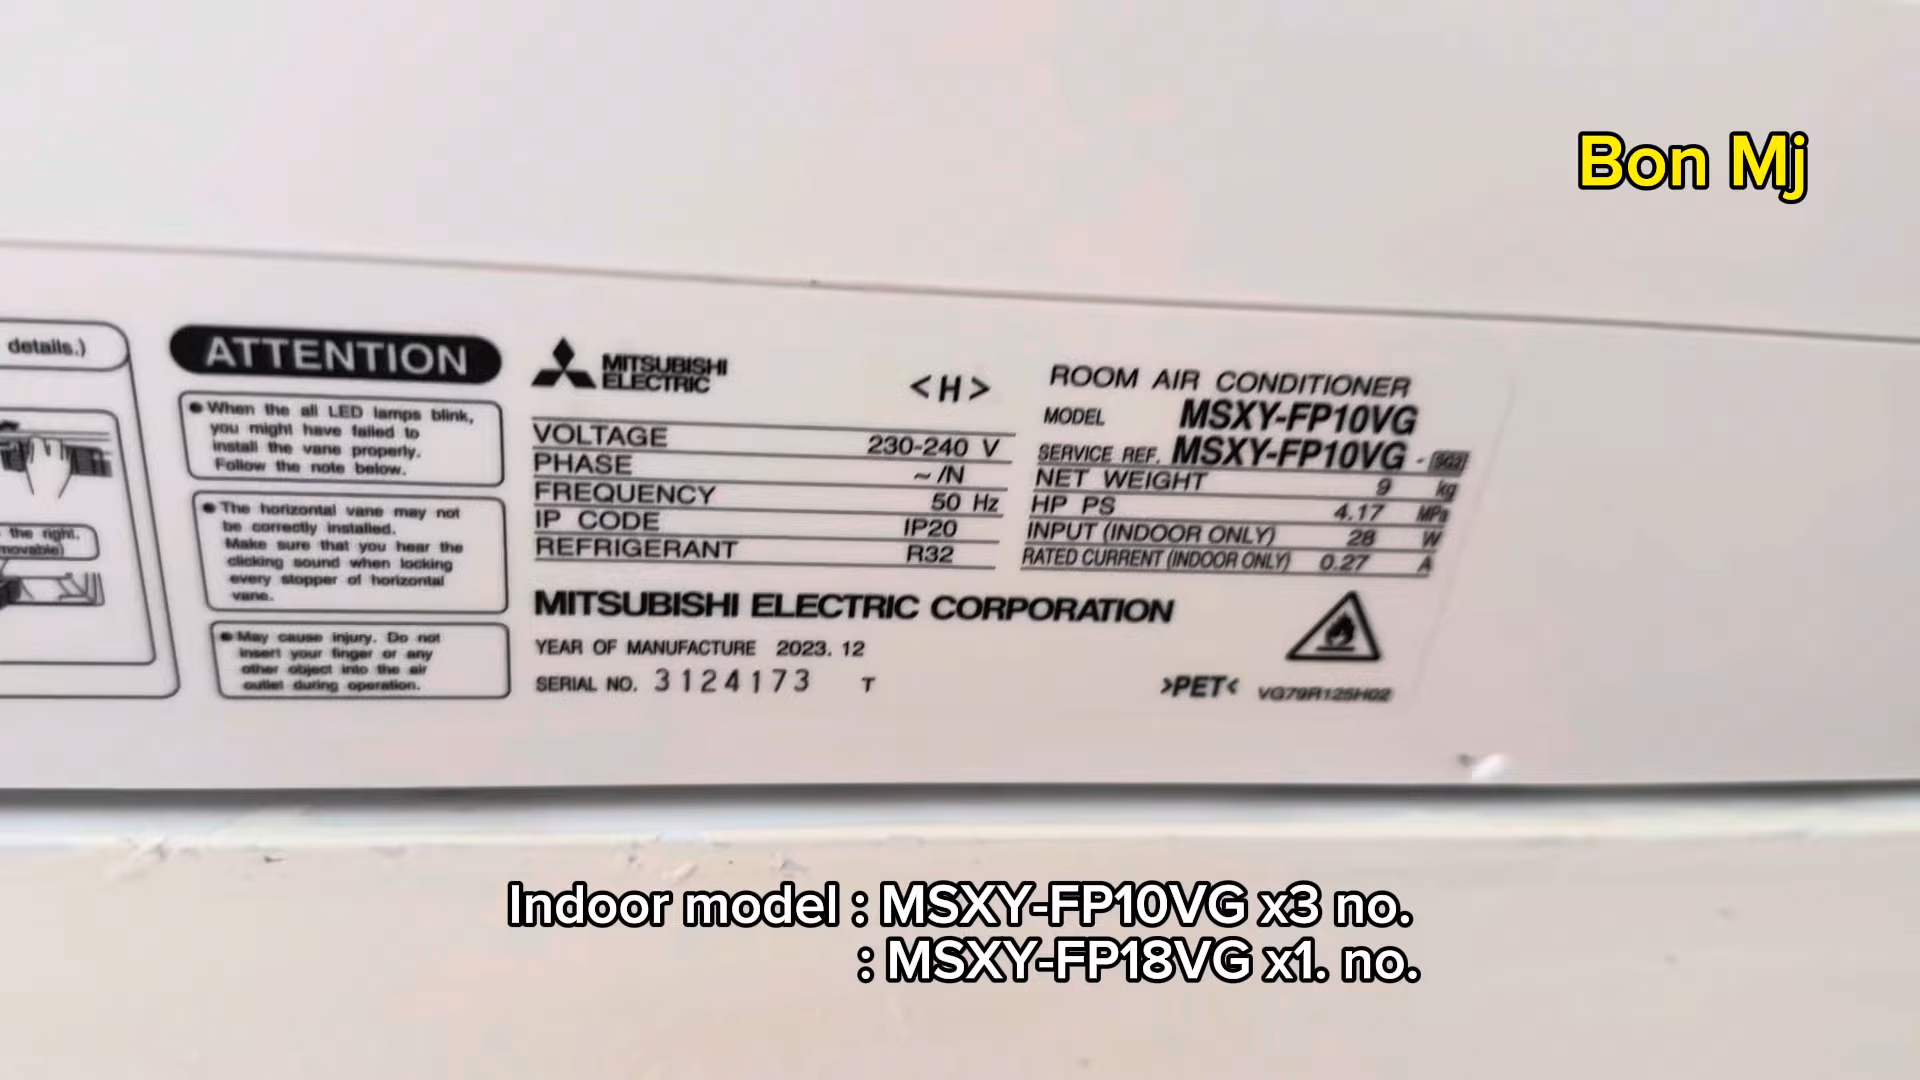 Bon Mj
details.)
the right.
movable)
ATTENTION
● When the all LED lamps blink,
you might have failed to
install the vane properly.
Follow the note below.
● The horizontal vane may not
be correctly installed.
Make sure that you hear the
clicking sound when locking
every stopper of horizontal
vane.
● May cause injury. Do not
insert your finger or any
other object into the air
outlet during operation.
MITSUBISHI
ELECTRIC
<H>
VOLTAGE 230-240 V
PHASE ~/N
FREQUENCY 50 Hz
IP CODE IP20
REFRIGERANT R32
ROOM AIR CONDITIONER
MODEL MSXY-FP10VG
SERVICE REF. MSXY-FP10VG - SG2
NET WEIGHT 9 kg
HP PS 4.17 MPa
INPUT (INDOOR ONLY) 28 W
RATED CURRENT (INDOOR ONLY) 0.27 A
MITSUBISHI ELECTRIC CORPORATION
YEAR OF MANUFACTURE 2023. 12
SERIAL NO. 3124173 T
>PET< VG79R125H02
Indoor model : MSXY-FP10VG x3 no.
: MSXY-FP18VG x1. no.